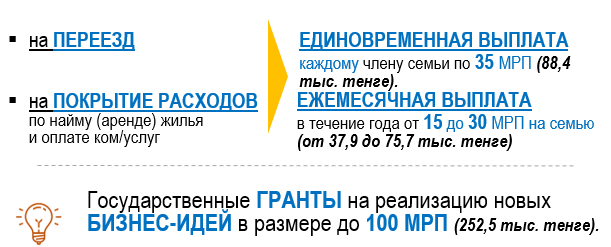 ▪ на ПЕРЕЕЗД
ЕДИНОВРЕМЕННАЯ ВЫПЛАТА
каждому члену семьи по 35 МРП (88,4
тыс. тенге).
▪ на ПОКРЫТИЕ РАСХОДОВ
по найму (аренде) жилья
и оплате ком/услуг
ЕЖЕМЕСЯЧНАЯ ВЫПЛАТА
в течение года от 15 до 30 МРП на семью
(от 37,9 до 75,7 тыс. тенге)
Государственные ГРАНТЫ на реализацию новых
БИЗНЕС-ИДЕЙ в размере до 100 МРП (252,5 тыс. тенге).